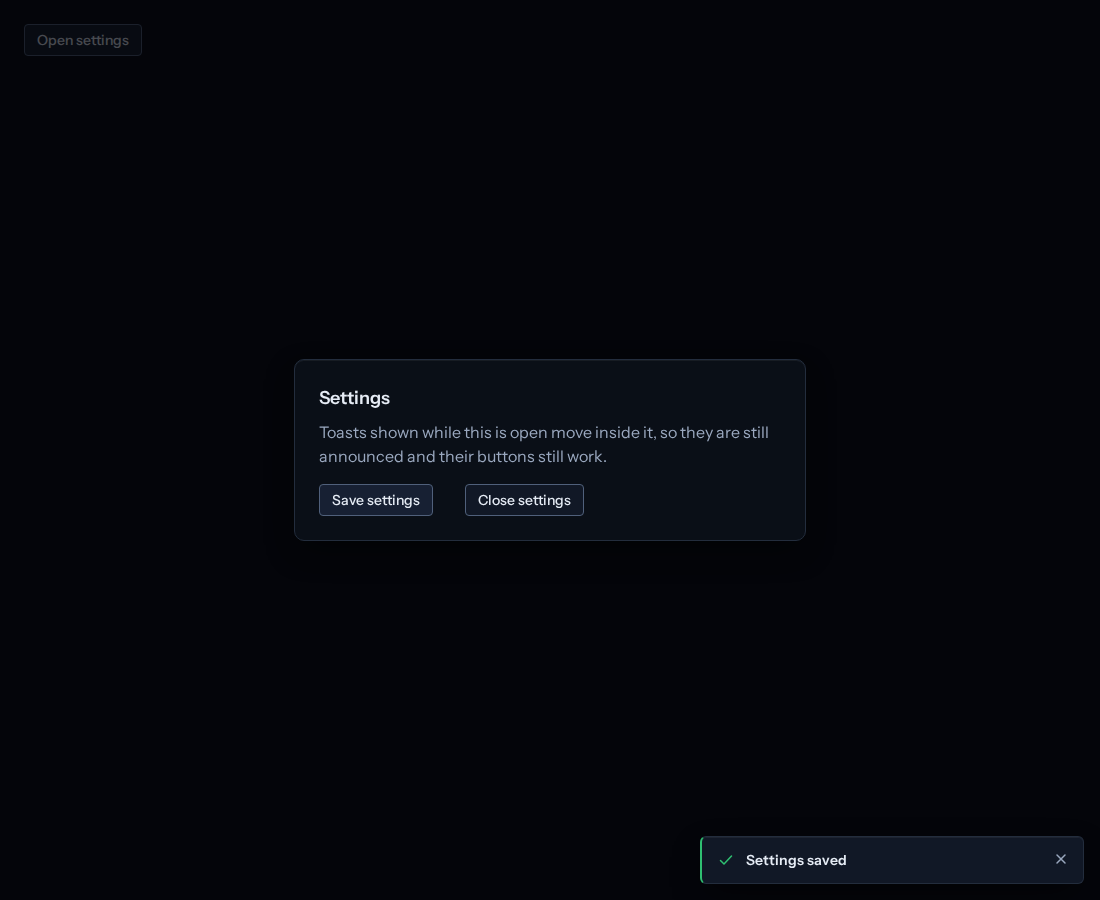 Open settings
Settings
Toasts shown while this is open move inside it, so they are still
announced and their buttons still work.
Save settings
Close settings
Settings saved